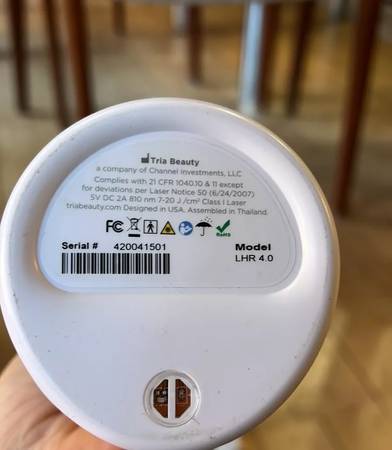 Tria Beauty
a company of Channel Investments, LLC
Complies with 21 CFR 1040.10 & 11 except
for deviations per Laser Notice 50 (6/24/2007)
5V DC 2A 810 nm 7-20 J /cm² Class I Laser
triabeauty.com Designed in USA. Assembled in Thailand.
FC RoHS
Serial # 420041501 Model
LHR 4.0